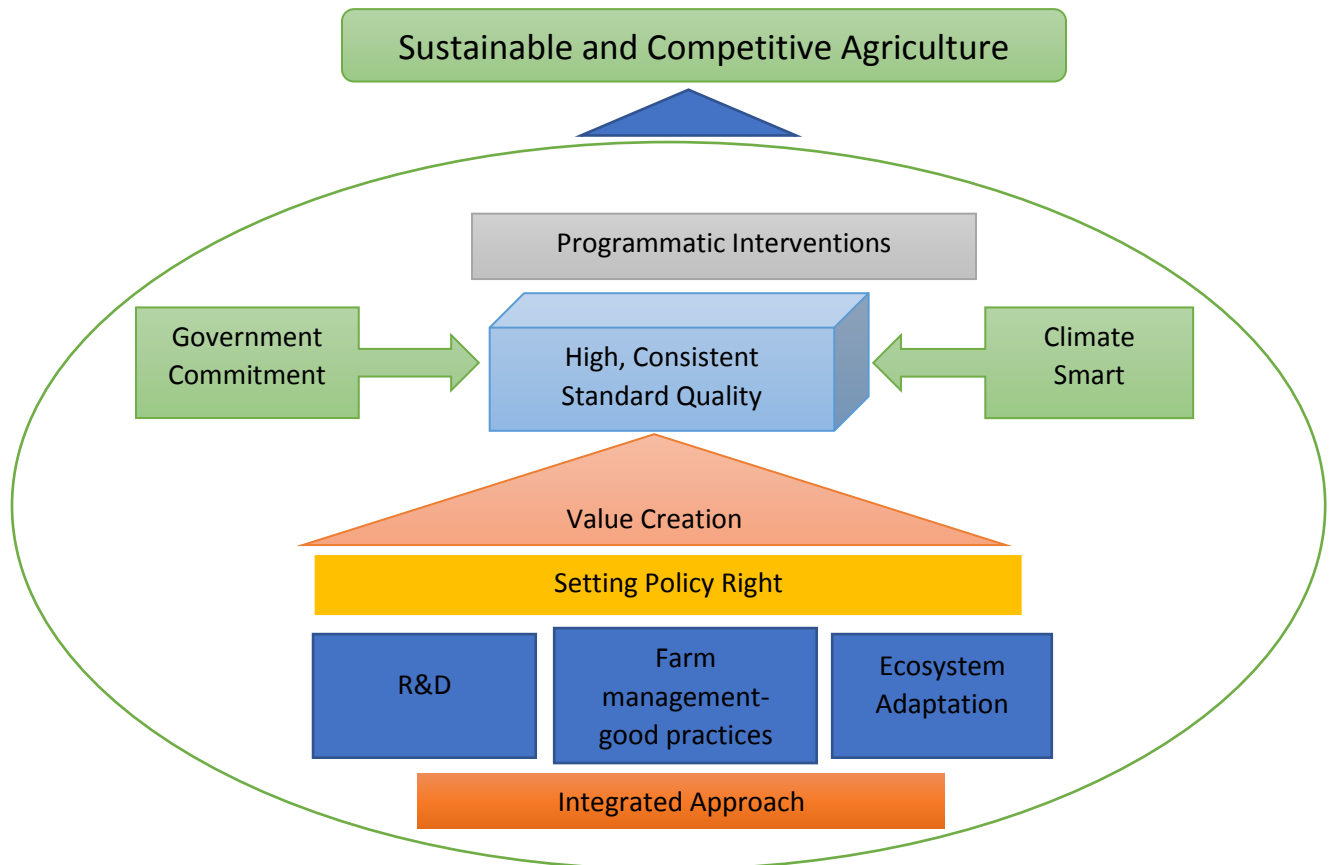 Sustainable and Competitive Agriculture
Programmatic Interventions
Government
Commitment
High, Consistent
Standard Quality
Climate
Smart
Value Creation
Setting Policy Right
R&D
Farm
management-
good practices
Ecosystem
Adaptation
Integrated Approach